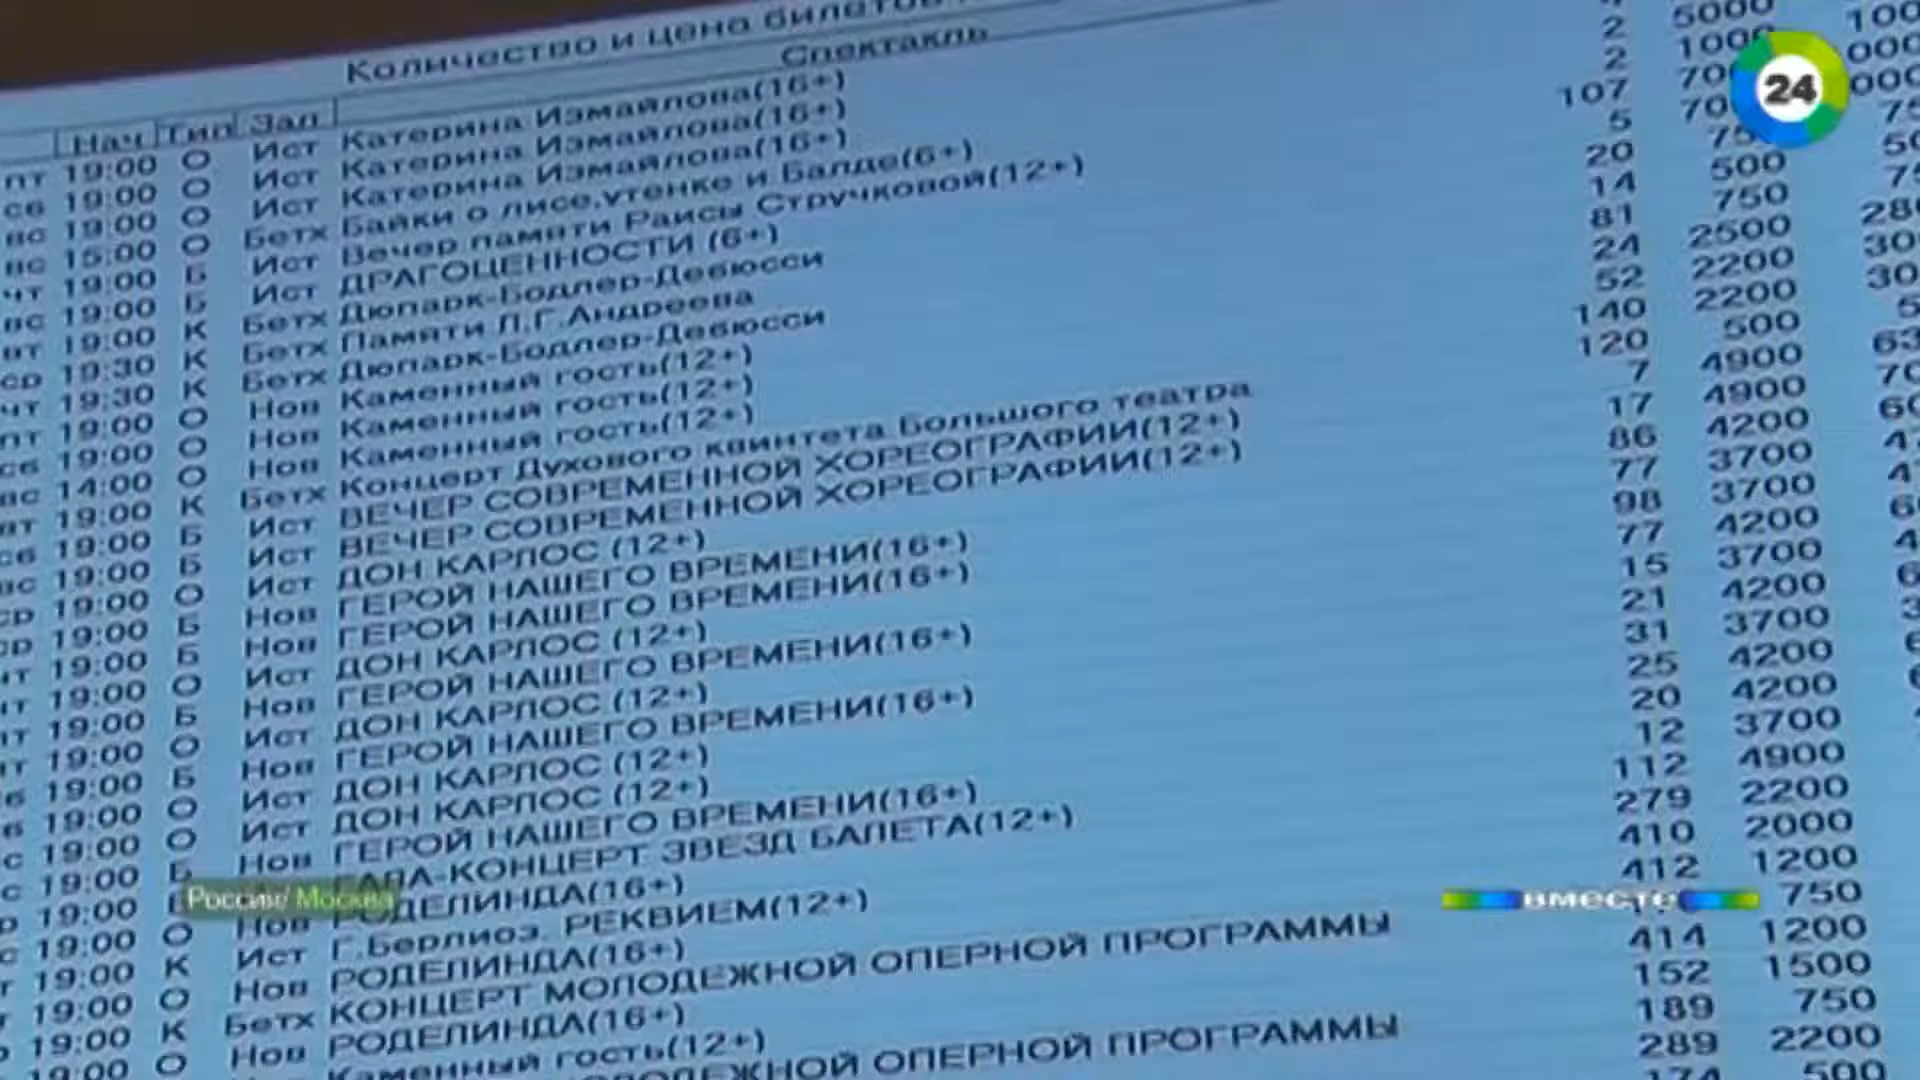 Количество и цена билетов
Нач Тип Зал Спектакль
пт 19:00 О Ист Катерина Измайлова(16+)
сб 19:00 О Ист Катерина Измайлова(16+)
вс 19:00 О Ист Катерина Измайлова(16+) 2 5000
вс 15:00 О Бетх Байки о лисе,утенке и Балде(6+) 2 1000
чт 19:00 Б Ист Вечер памяти Раисы Стручковой(12+) 107
вс 19:00 Б Ист ДРАГОЦЕННОСТИ (6+) 5
вт 19:00 К Бетх Дюпарк-Бодлер-Дебюсси 20
ср 19:30 К Бетх Памяти Л.Г.Андреева 14 500
чт 19:30 К Бетх Дюпарк-Бодлер-Дебюсси 81 750
пт 19:00 О Нов Каменный гость(12+) 24 2500
сб 19:00 О Нов Каменный гость(12+) 52 2200
вс 14:00 О Нов Каменный гость(12+) 140 2200
вт 19:00 К Бетх Концерт Духового квинтета Большого театра 120 500
сб 19:00 Б Ист ВЕЧЕР СОВРЕМЕННОЙ ХОРЕОГРАФИИ(12+) 7 4900
вс 19:00 Б Ист ВЕЧЕР СОВРЕМЕННОЙ ХОРЕОГРАФИИ(12+) 17 4900
ср 19:00 О Ист ДОН КАРЛОС (12+) 86 4200
ср 19:00 Б Нов ГЕРОЙ НАШЕГО ВРЕМЕНИ(16+) 77 3700
чт 19:00 Б Нов ГЕРОЙ НАШЕГО ВРЕМЕНИ(16+) 98 3700
чт 19:00 О Ист ДОН КАРЛОС (12+) 77 4200
пт 19:00 Б Нов ГЕРОЙ НАШЕГО ВРЕМЕНИ(16+) 15 3700
пт 19:00 О Ист ДОН КАРЛОС (12+) 21 4200
сб 19:00 Б Нов ГЕРОЙ НАШЕГО ВРЕМЕНИ(16+) 31 3700
19:00 О Ист ДОН КАРЛОС (12+) 25 4200
19:00 О Ист ДОН КАРЛОС (12+) 20 4200
19:00 Б Нов ГЕРОЙ НАШЕГО ВРЕМЕНИ(16+) 12 3700
19:00 ГАЛА-КОНЦЕРТ ЗВЕЗД БАЛЕТА(12+) 112 4900
19:00 О Нов РОДЕЛИНДА(16+) 279 2200
19:00 К Ист Г.Берлиоз. РЕКВИЕМ(12+) 410 2000
19:00 О Нов РОДЕЛИНДА(16+) 412 1200
19:00 К Бетх КОНЦЕРТ МОЛОДЕЖНОЙ ОПЕРНОЙ ПРОГРАММЫ 750
19:00 О Нов РОДЕЛИНДА(16+) 414 1200
Каменный гость(12+) 152 1500
МОЛОДЕЖНОЙ ОПЕРНОЙ ПРОГРАММЫ 189 750
289 2200
174 500
24
Россия/ Москва
вместе